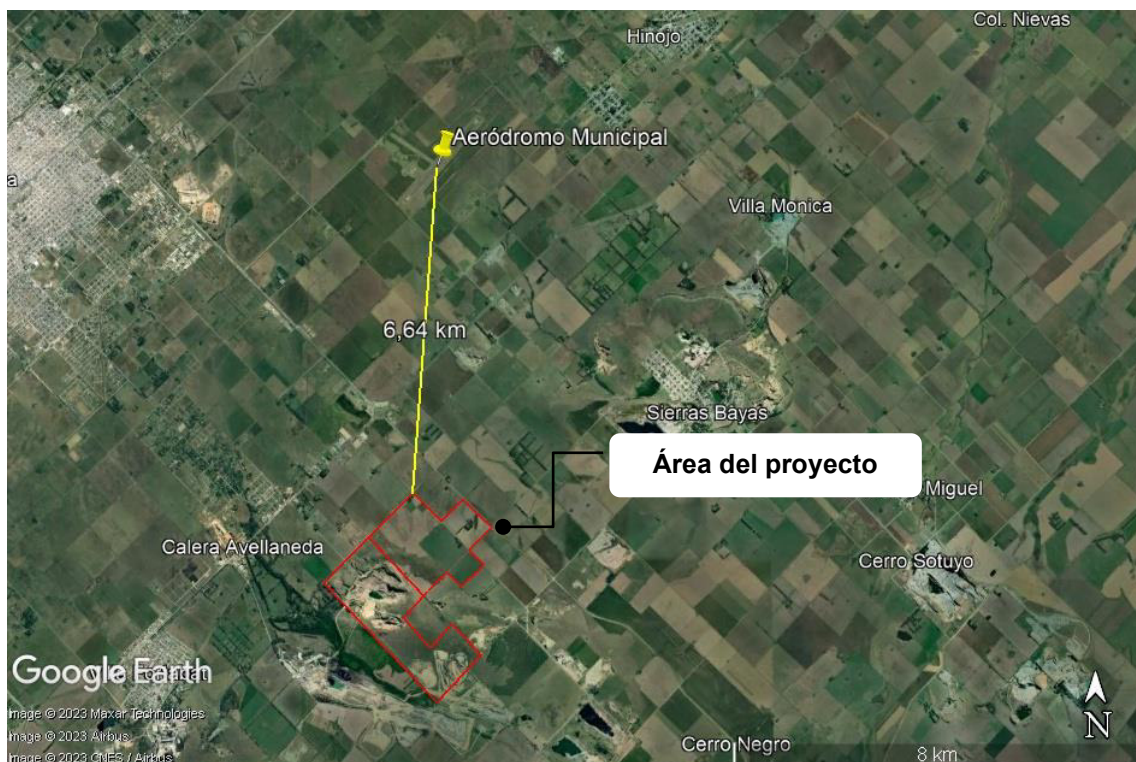 Col. Nievas
Hinojo
Aeródromo Municipal
a
Villa Monica
6,64 km
Sierras Bayas
Área del proyecto
Miguel
Calera Avellaneda
Cerro Sotuyo
Google Earth
Image © 2023 Maxar Technologies
Image © 2023 Airbus
Image © 2023 CNES / Airbus
Cerro Negro
8 km
N